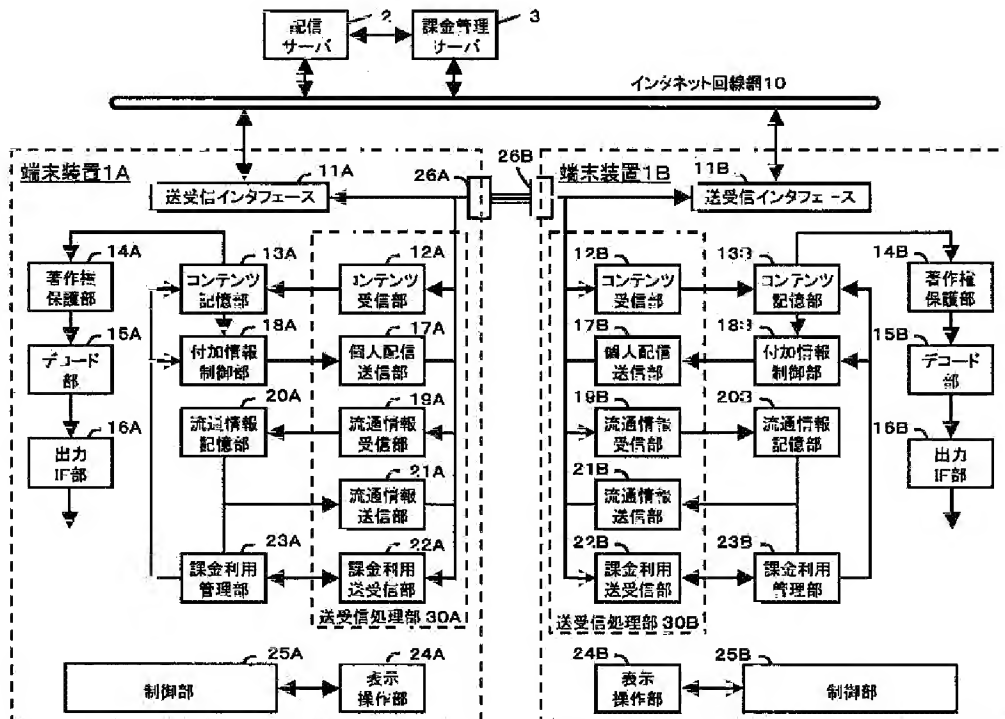 2
3
配信
サーバ
課金管理
サーバ
インタネット回線網10
端末装置1A
11A
送受信インタフェース
26A
26B
端末装置1B
11B
送受信インタフェース
14A
著作権
保護部
13A
コンテンツ
記憶部
12A
コンテンツ
受信部
12B
コンテンツ
受信部
13B
コンテンツ
記憶部
14B
著作権
保護部
15A
デコード
部
18A
付加情報
制御部
17A
個人配信
送信部
17B
個人配信
送信部
18B
付加情報
制御部
15B
デコード
部
16A
出力
IF部
20A
流通情報
記憶部
19A
流通情報
受信部
19B
流通情報
受信部
20B
流通情報
記憶部
16B
出力
IF部
21A
流通情報
送信部
21B
流通情報
送信部
23A
課金利用
管理部
22A
課金利用
送受信部
22B
課金利用
送受信部
23B
課金利用
管理部
送受信処理部30A
送受信処理部30B
25A
制御部
24A
表示
操作部
24B
表示
操作部
25B
制御部